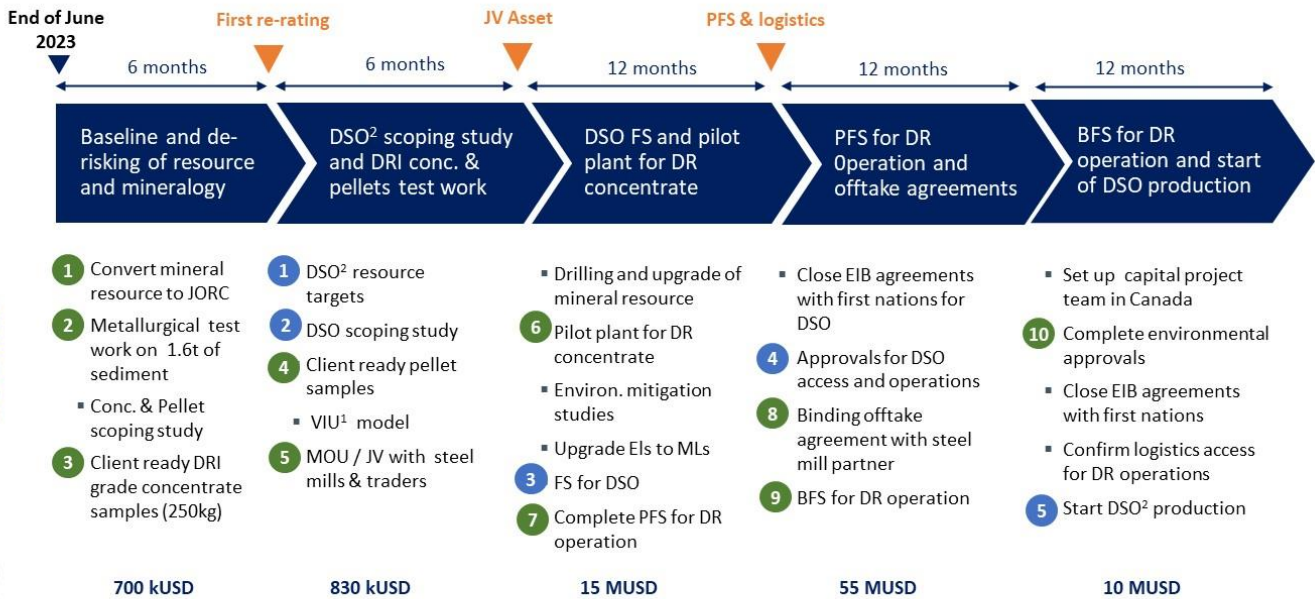 End of June
2023
First re-rating
JV Asset
PFS & logistics
6 months
6 months
12 months
12 months
12 months
Baseline and de-
risking of resource
and mineralogy
DSO² scoping study
and DRI conc. &
pellets test work
DSO FS and pilot
plant for DR
concentrate
PFS for DR
Operation and
offtake agreements
BFS for DR
operation and start
of DSO production
1 Convert mineral
resource to JORC
2 Metallurgical test
work on 1.6t of
sediment
▪ Conc. & Pellet
scoping study
3 Client ready DRI
grade concentrate
samples (250kg)
1 DSO² resource
targets
2 DSO scoping study
4 Client ready pellet
samples
▪ VIU¹ model
5 MOU / JV with steel
mills & traders
▪ Drilling and upgrade of
mineral resource
6 Pilot plant for DR
concentrate
▪ Environ. mitigation
studies
▪ Upgrade EIs to MLs
3 FS for DSO
7 Complete PFS for DR
operation
▪ Close EIB agreements
with first nations for
DSO
4 Approvals for DSO
access and operations
8 Binding offtake
agreement with steel
mill partner
9 BFS for DR operation
▪ Set up capital project
team in Canada
10 Complete environmental
approvals
▪ Close EIB agreements
with first nations
▪ Confirm logistics access
for DR operations
5 Start DSO² production
700 kUSD
830 kUSD
15 MUSD
55 MUSD
10 MUSD